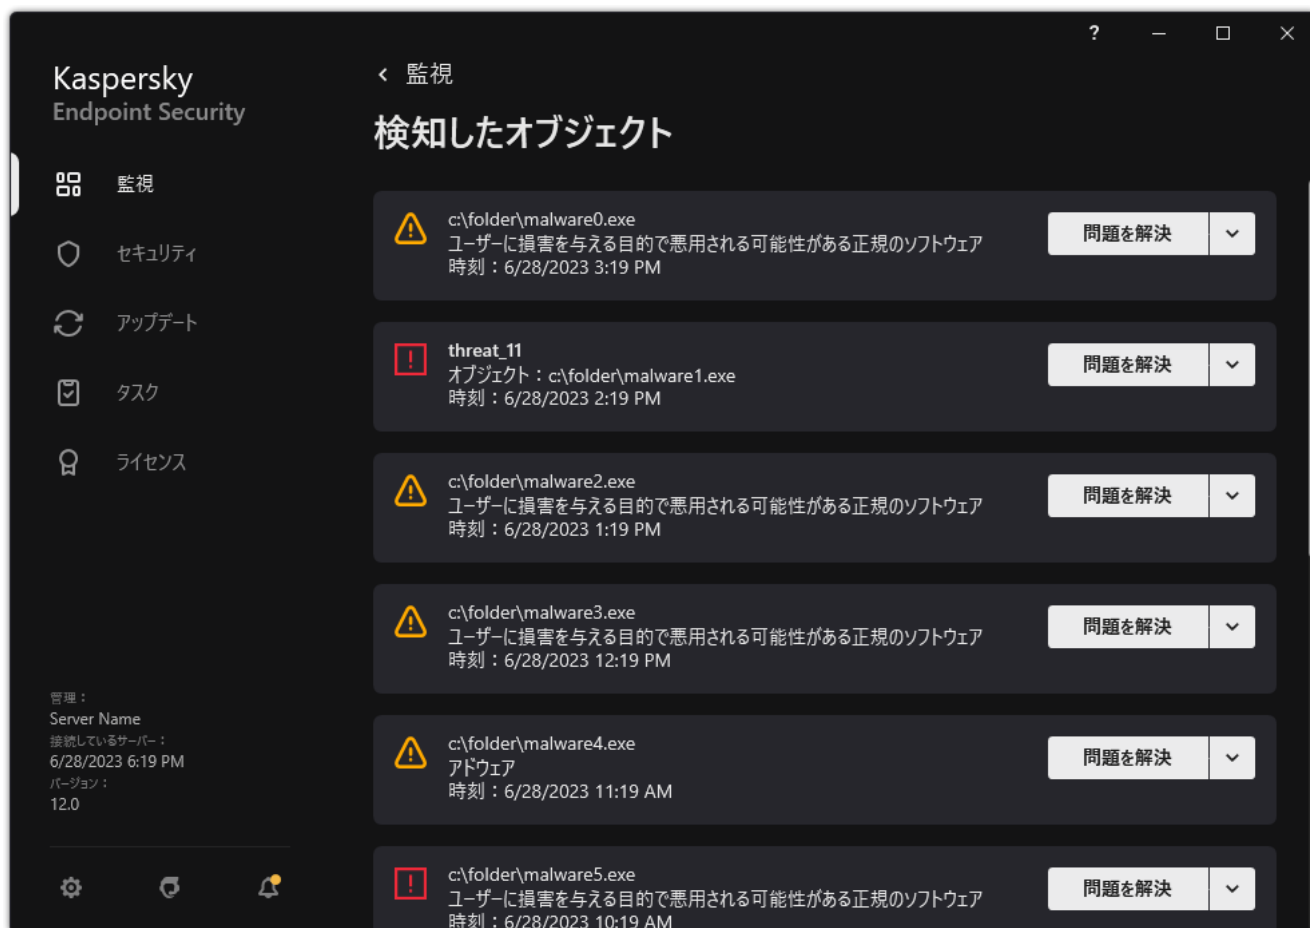 ?
Kaspersky
Endpoint Security
監視
セキュリティ
アップデート
タスク
ライセンス
管理：
Server Name
接続しているサーバー：
6/28/2023 6:19 PM
バージョン：
12.0
監視
検知したオブジェクト
c:\folder\malware0.exe
ユーザーに損害を与える目的で悪用される可能性がある正規のソフトウェア
時刻：6/28/2023 3:19 PM
問題を解決
threat_11
オブジェクト：c:\folder\malware1.exe
時刻：6/28/2023 2:19 PM
問題を解決
c:\folder\malware2.exe
ユーザーに損害を与える目的で悪用される可能性がある正規のソフトウェア
時刻：6/28/2023 1:19 PM
問題を解決
c:\folder\malware3.exe
ユーザーに損害を与える目的で悪用される可能性がある正規のソフトウェア
時刻：6/28/2023 12:19 PM
問題を解決
c:\folder\malware4.exe
アドウェア
時刻：6/28/2023 11:19 AM
問題を解決
c:\folder\malware5.exe
ユーザーに損害を与える目的で悪用される可能性がある正規のソフトウェア
時刻：6/28/2023 10:19 AM
問題を解決